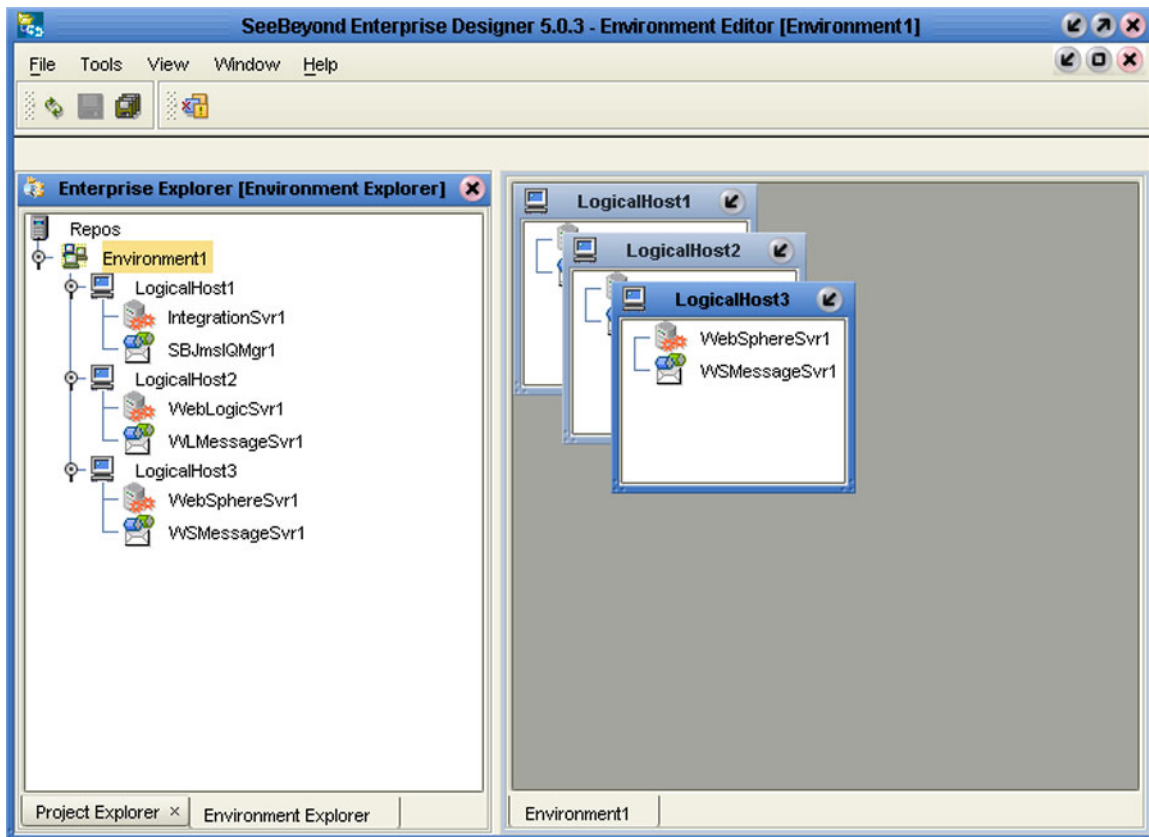 SeeBeyond Enterprise Designer 5.0.3 - Environment Editor [Environment1]
File Tools View Window Help
Enterprise Explorer [Environment Explorer]
Repos
Environment1
LogicalHost1
IntegrationSvr1
SBJmsIQMgr1
LogicalHost2
WebLogicSvr1
WLMessageSvr1
LogicalHost3
WebSphereSvr1
WSMessageSvr1
Project Explorer ×
Environment Explorer
LogicalHost1
LogicalHost2
LogicalHost3
WebSphereSvr1
WSMessageSvr1
Environment1